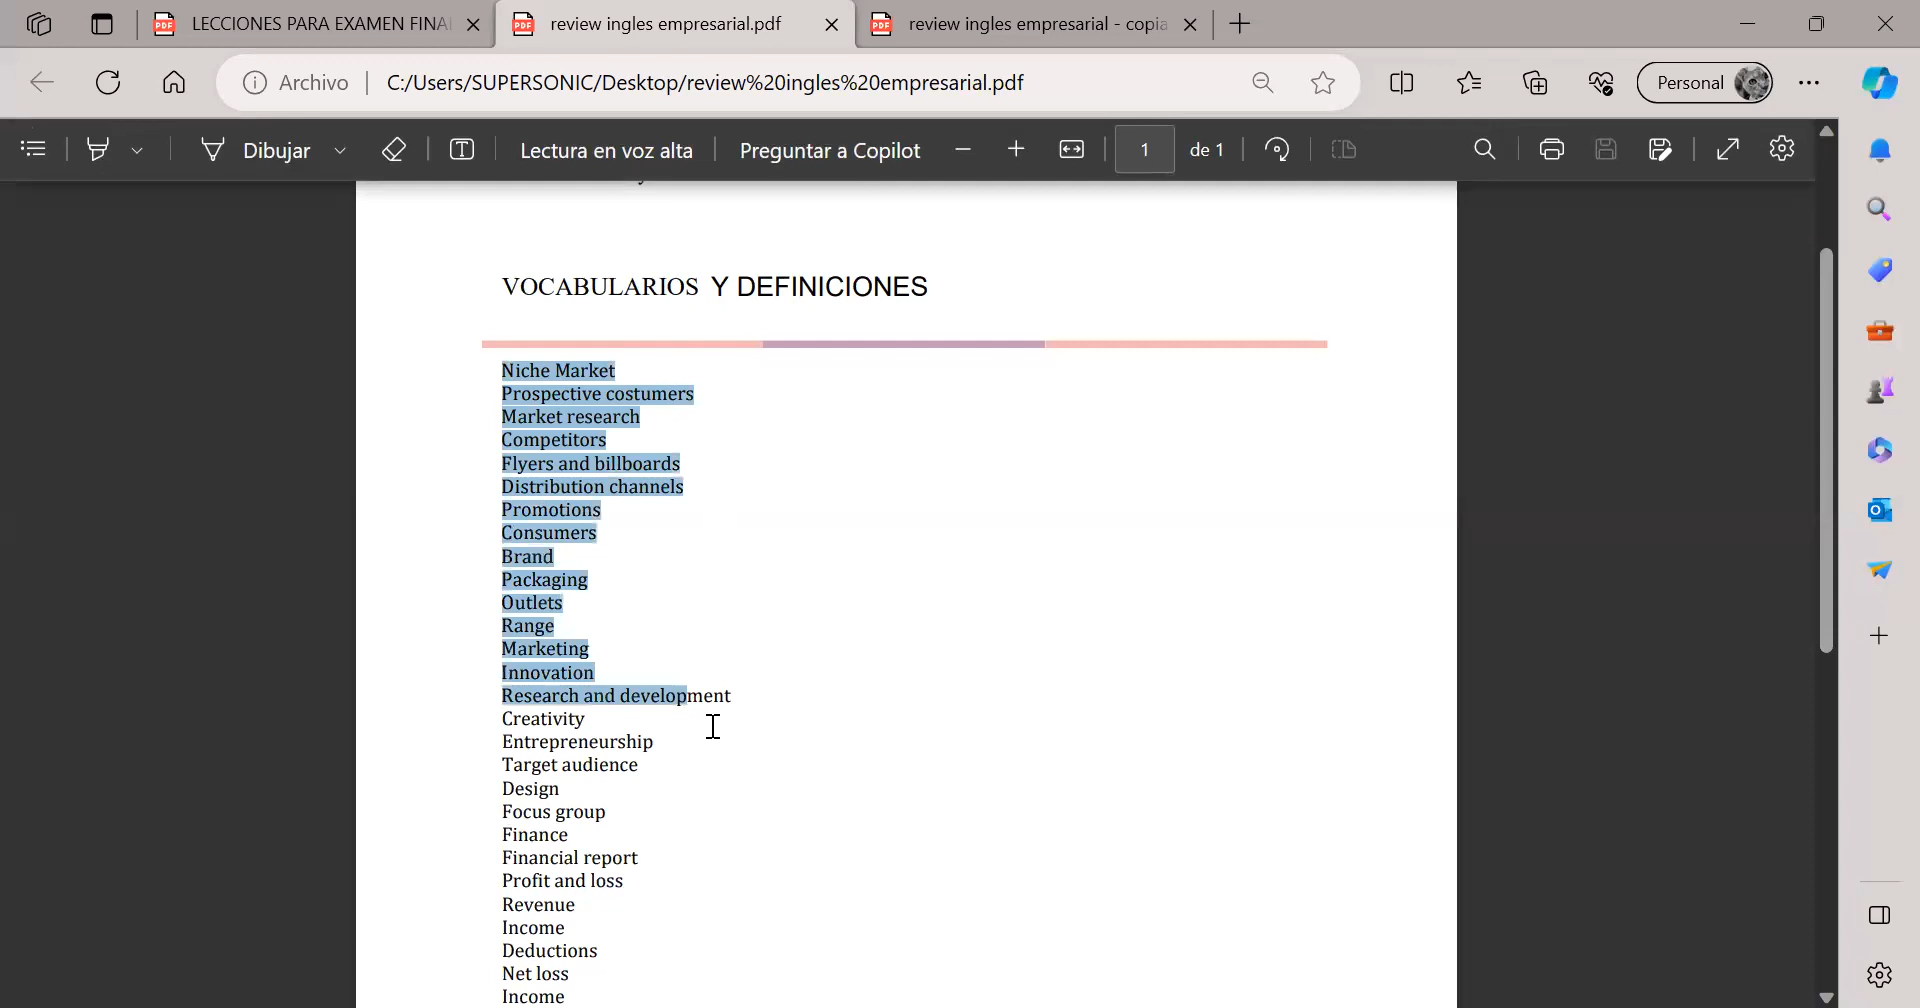 LECCIONES PARA EXAMEN FINA
review ingles empresarial.pdf
review ingles empresarial - copia
Archivo
C:/Users/SUPERSONIC/Desktop/review%20ingles%20empresarial.pdf
Personal
Dibujar
Lectura en voz alta
Preguntar a Copilot
1
de 1
VOCABULARIOS Y DEFINICIONES
Niche Market
Prospective costumers
Market research
Competitors
Flyers and billboards
Distribution channels
Promotions
Consumers
Brand
Packaging
Outlets
Range
Marketing
Innovation
Research and development
Creativity
Entrepreneurship
Target audience
Design
Focus group
Finance
Financial report
Profit and loss
Revenue
Income
Deductions
Net loss
Income